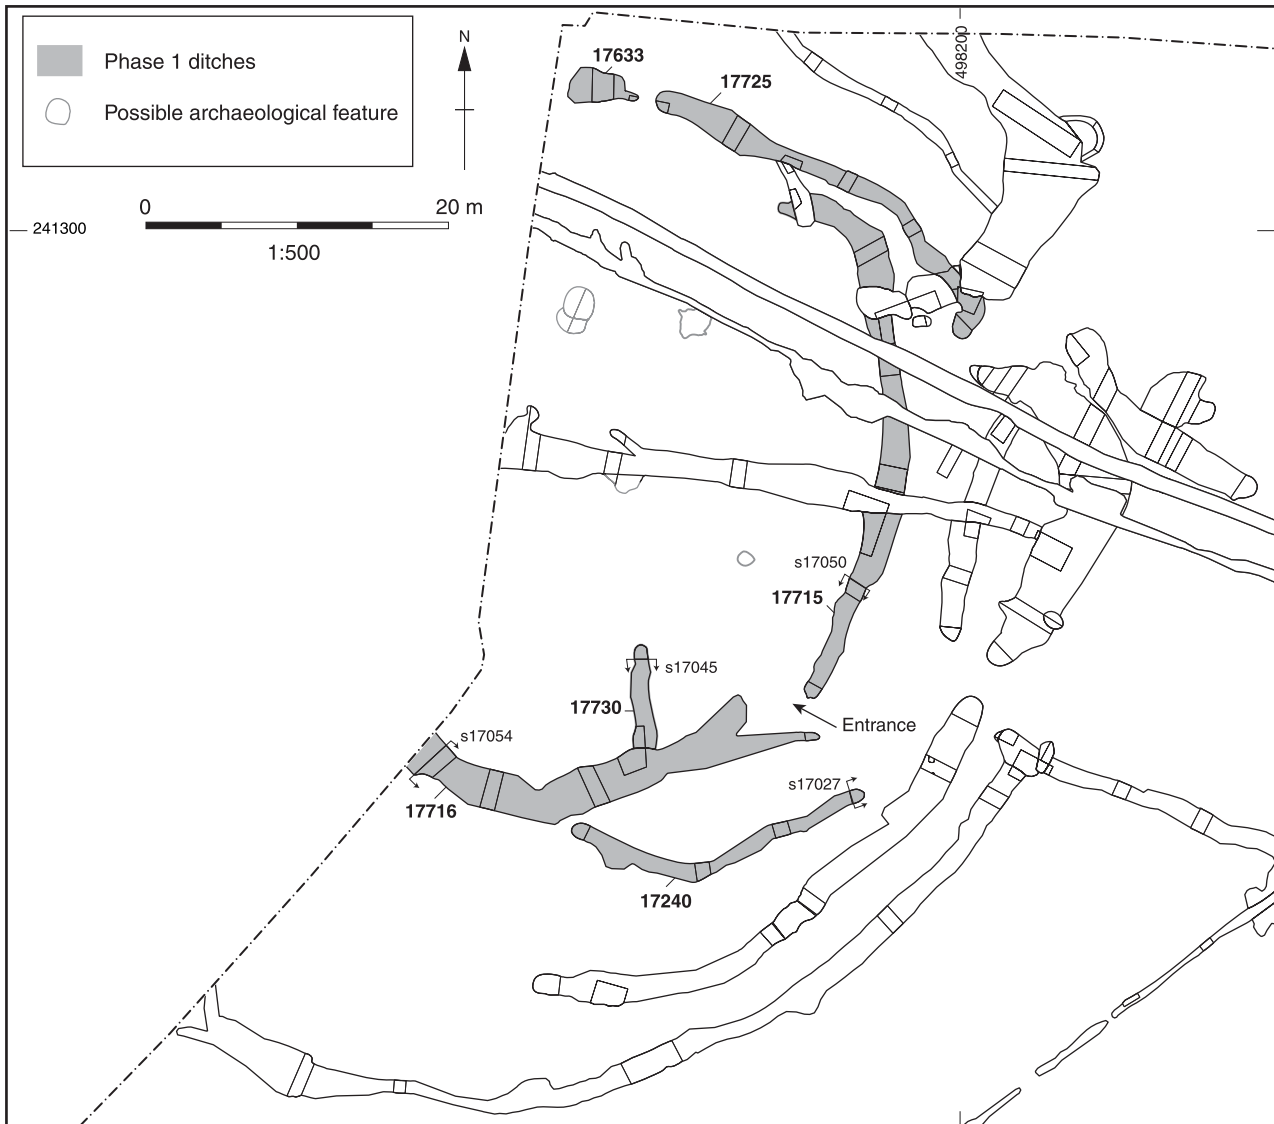 Phase 1 ditches
Possible archaeological feature
N
0
20 m
1:500
241300
498200
17633
17725
s17050
17715
s17045
17730
Entrance
s17054
17716
s17027
17240